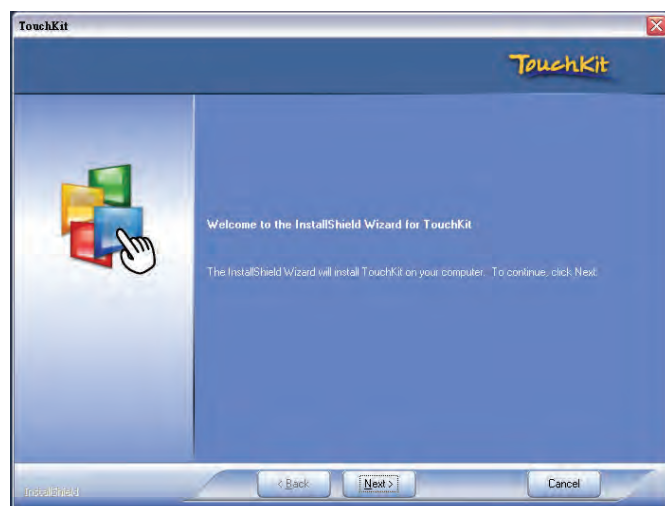 TouchKit
TouchKit
Welcome to the InstallShield Wizard for TouchKit
The InstallShield Wizard will install TouchKit on your computer. To continue, click Next.
InstallShield
< Back
Next >
Cancel